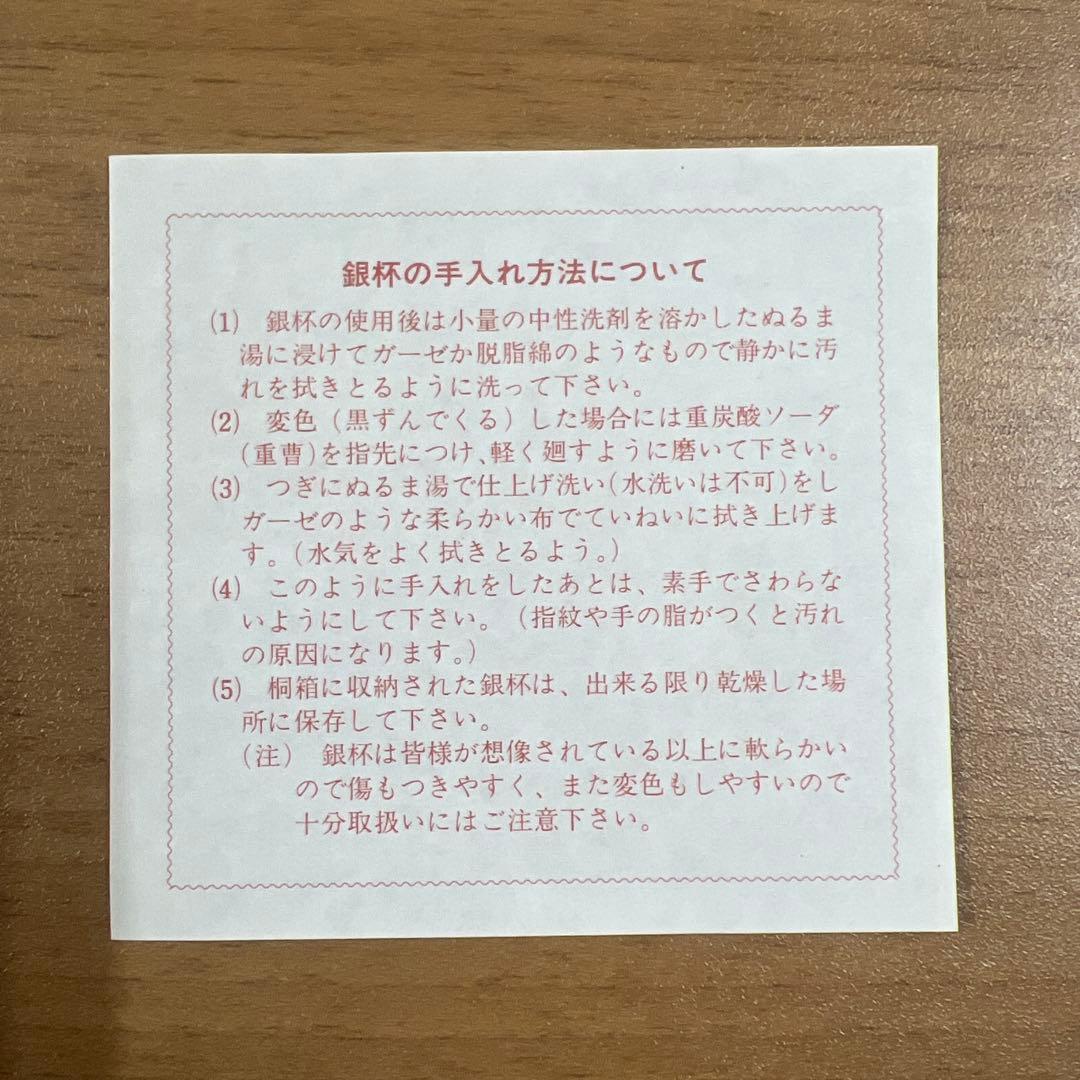 銀杯の手入れ方法について
(1)　銀杯の使用後は小量の中性洗剤を溶かしたぬるま
湯に浸けてガーゼか脱脂綿のようなもので静かに汚
れを拭きとるように洗って下さい。
(2)　変色（黒ずんでくる）した場合には重炭酸ソーダ
(重曹)を指先につけ、軽く廻すように磨いて下さい。
(3)　つぎにぬるま湯で仕上げ洗い(水洗いは不可)をし
ガーゼのような柔らかい布でていねいに拭き上げま
す。(水気をよく拭きとるよう。)
(4)　このように手入れをしたあとは、素手でさわらな
いようにして下さい。（指紋や手の脂がつくと汚れ
の原因になります。)
(5)　桐箱に収納された銀杯は、出来る限り乾燥した場
所に保存して下さい。
(注)　銀杯は皆様が想像されている以上に軟らかい
ので傷もつきやすく、また変色もしやすいので
十分取扱いにはご注意下さい。